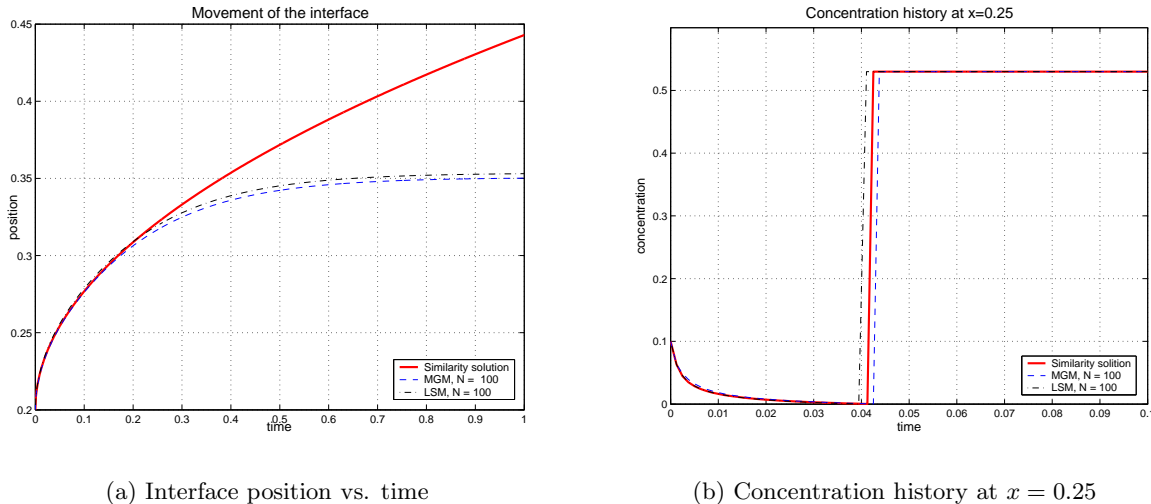 Movement of the interface
0.45
0.4
0.35
0.3
0.25
0.2
position
0 0.1 0.2 0.3 0.4 0.5 0.6 0.7 0.8 0.9 1
time
Similarity solution
MGM, N = 100
LSM, N = 100
(a) Interface position vs. time
Concentration history at x=0.25
0.5
0.4
0.3
0.2
0.1
0
concentration
0 0.01 0.02 0.03 0.04 0.05 0.06 0.07 0.08 0.09 0.1
time
Similarity solition
MGM, N = 100
LSM, N = 100
(b) Concentration history at x = 0.25